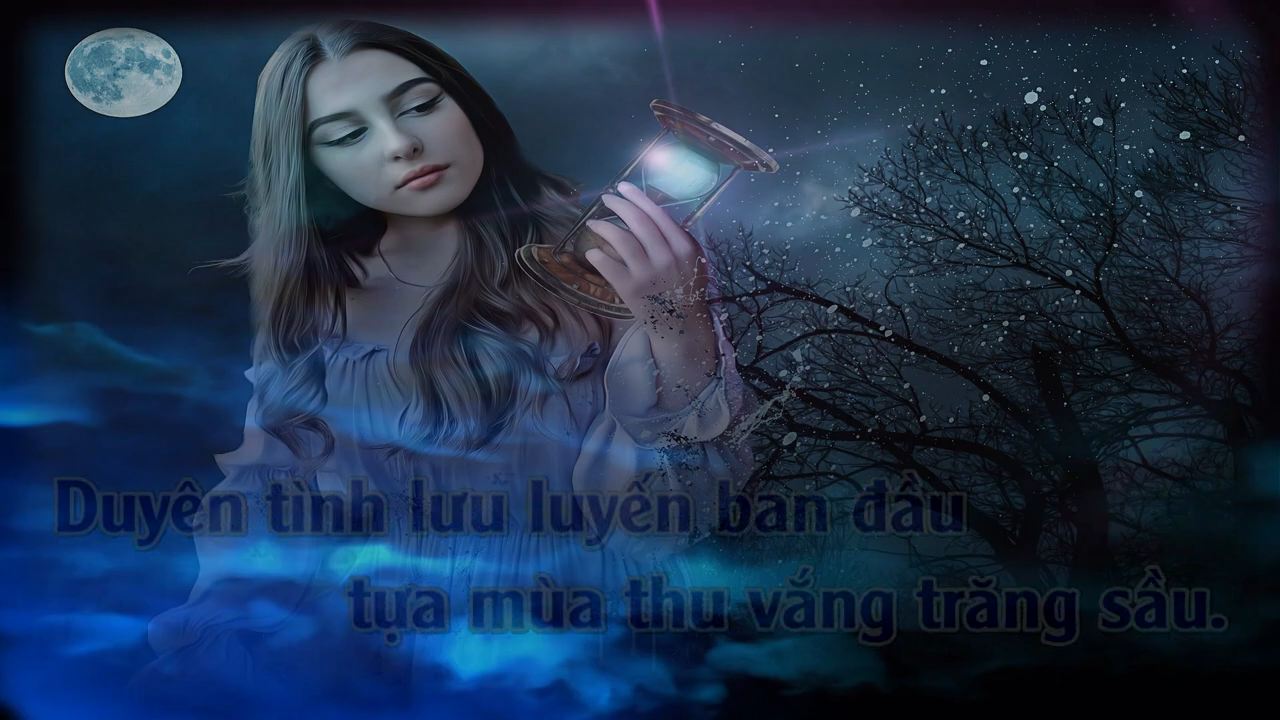 Duyên tình lưu luyến ban đầu
tựa mùa thu vắng trăng sầu.